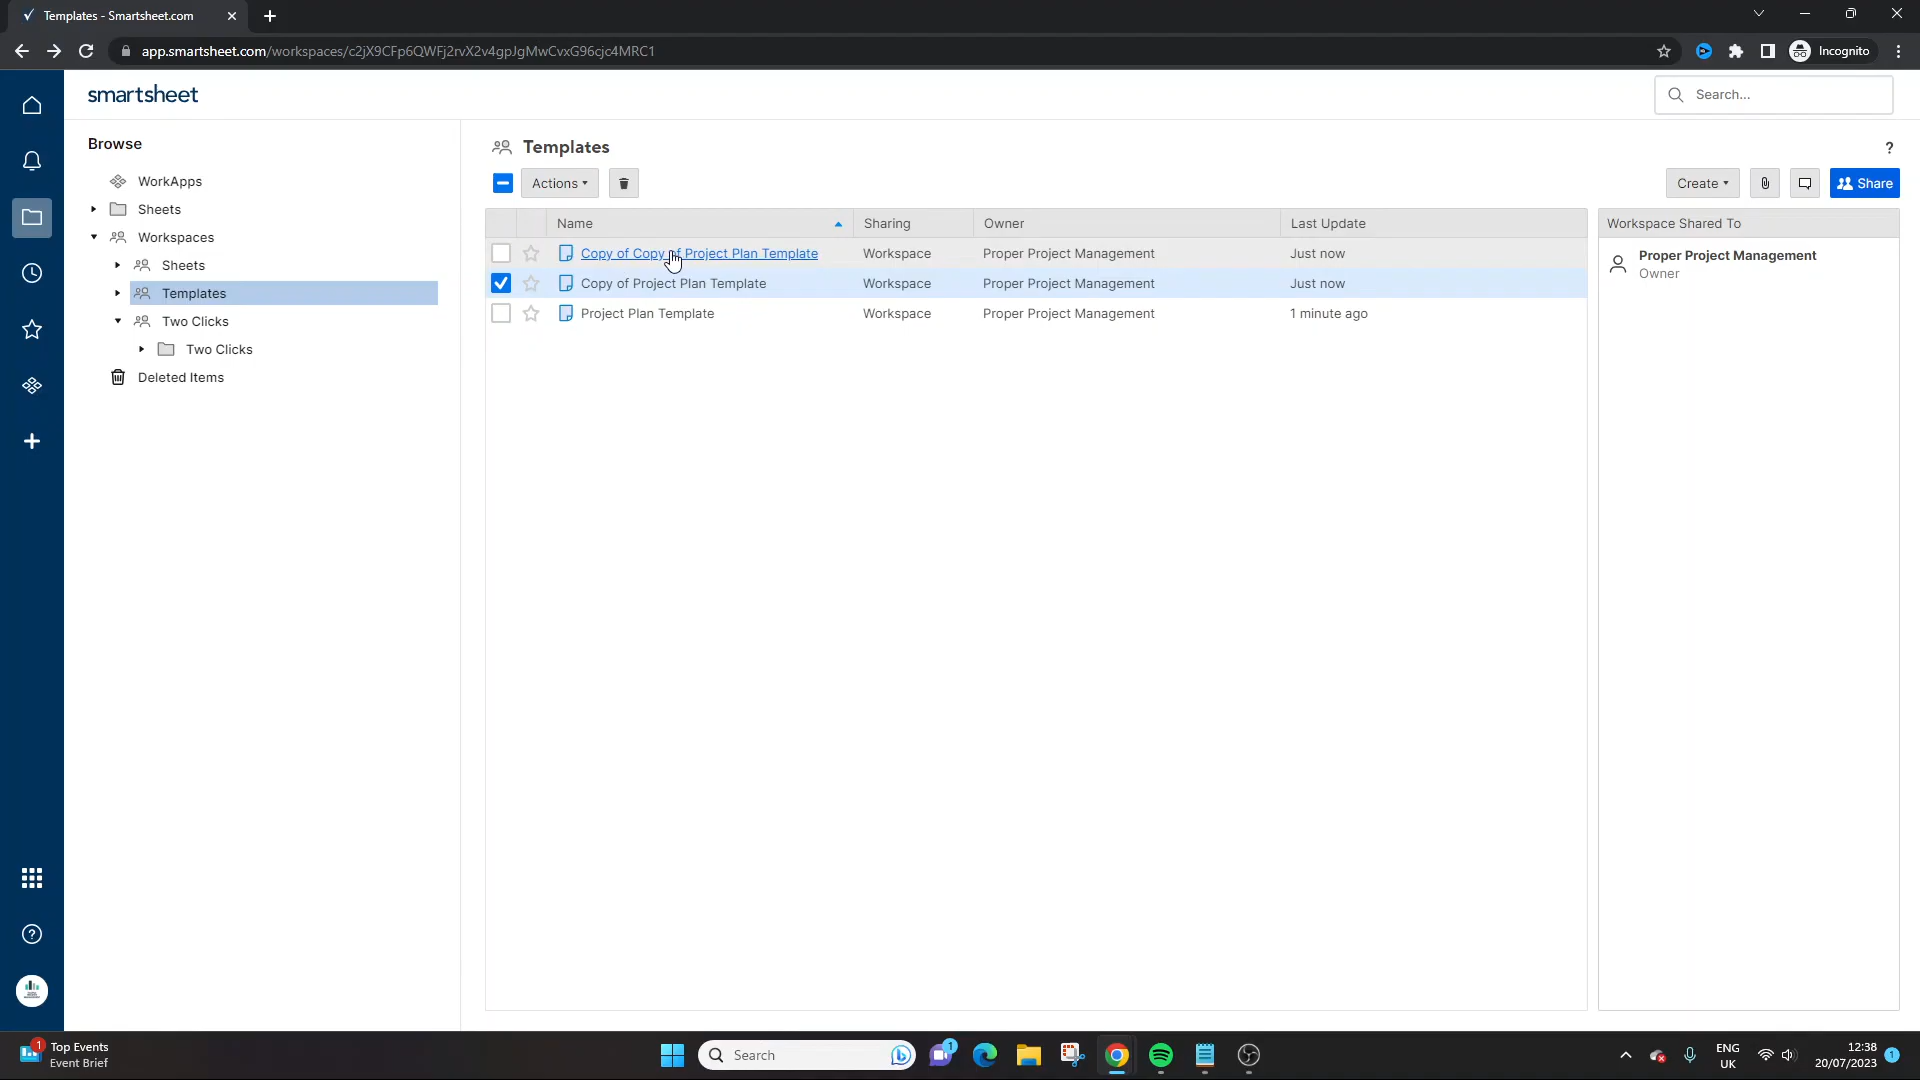 Templates - Smartsheet.com
app.smartsheet.com/workspaces/c2jX9CFp6QWFj2rvX2v4gpJgMwCvxG96cjc4MRC1
Incognito
smartsheet
Search...
Browse
WorkApps
Sheets
Workspaces
Sheets
Templates
Two Clicks
Two Clicks
Deleted Items
Templates
?
Actions
Create
Share
Name
Sharing
Owner
Last Update
Copy of Copy of Project Plan Template
Workspace
Proper Project Management
Just now
Copy of Project Plan Template
Workspace
Proper Project Management
Just now
Project Plan Template
Workspace
Proper Project Management
1 minute ago
Workspace Shared To
Proper Project Management
Owner
1
Top Events
Event Brief
Search
1
ENG
UK
12:38
20/07/2023
1